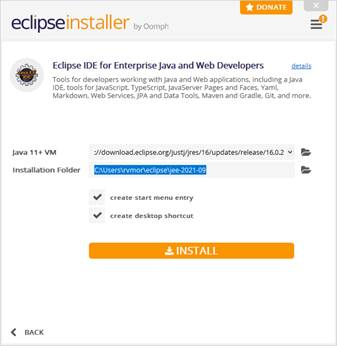 DONATE
eclipseinstaller by Oomph
Eclipse IDE for Enterprise Java and Web Developers details
Tools for developers working with Java and Web applications, including a Java
IDE, tools for JavaScript, TypeScript, JavaServer Pages and Faces, Yaml,
Markdown, Web Services, JPA and Data Tools, Maven and Gradle, Git, and more.
Java 11+ VM ://download.eclipse.org/justj/jres/16/updates/release/16.0.2
Installation Folder C:\Users\rvmor\eclipse\jee-2021-09
create start menu entry
create desktop shortcut
INSTALL
BACK